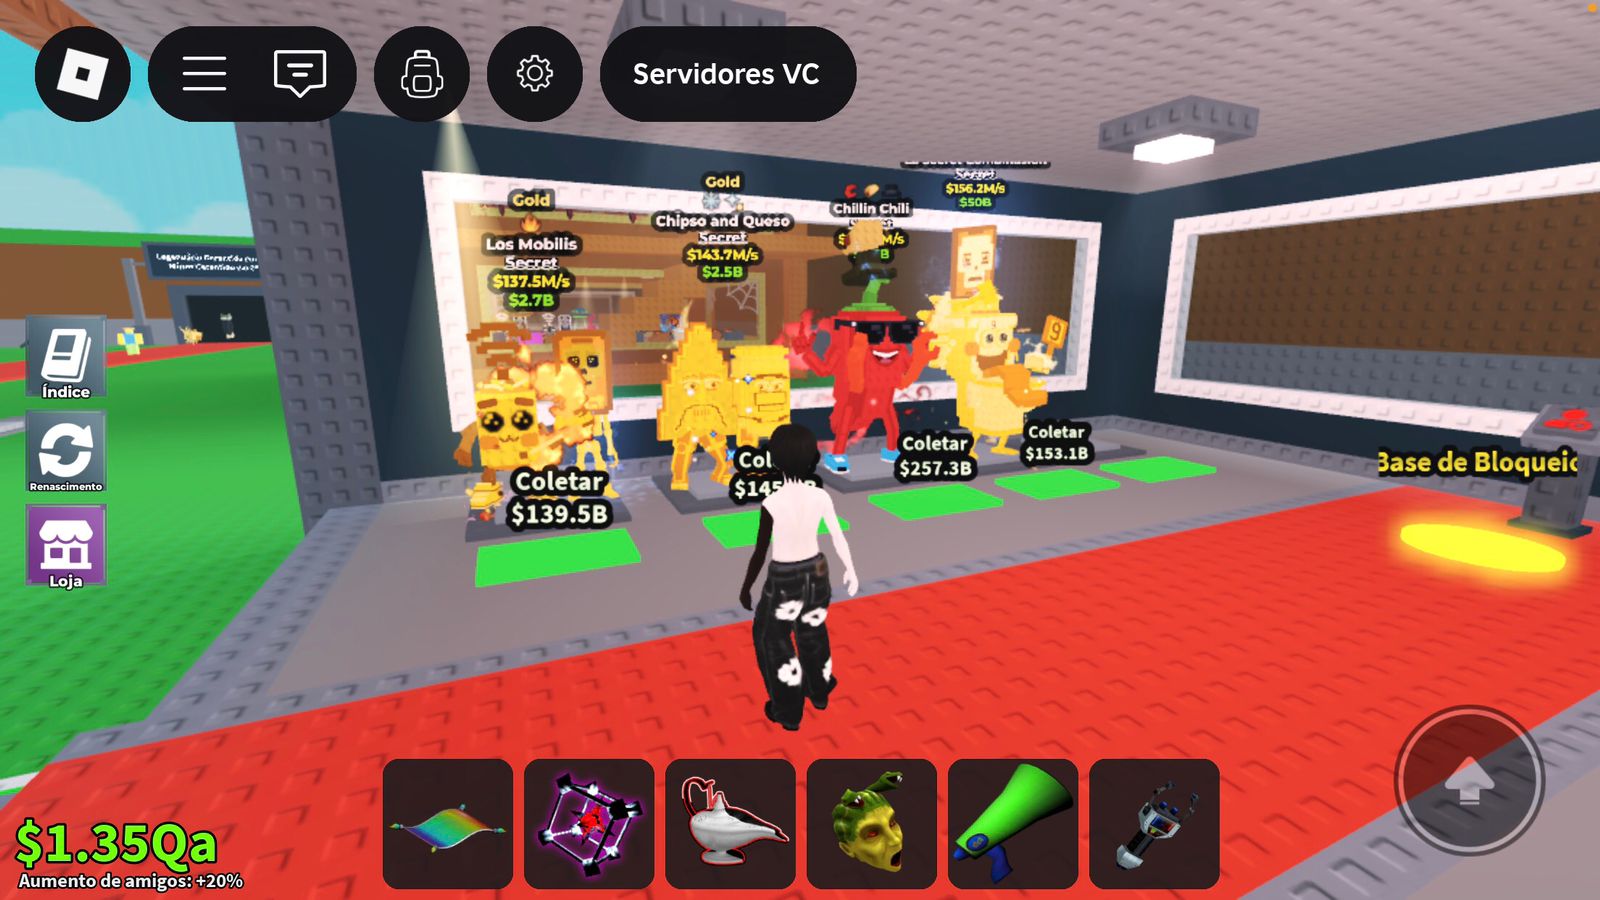 Servidores VC
Gold
Los Mobilis
Secret
$137.5M/s
$2.7B
Gold
Chipso and Queso
Secret
$143.7M/s
$2.5B
Chillin Chili
M/s
B
Secret
$156.2M/s
$50B
Índice
Renascimento
Loja
Coletar
$139.5B
Col
$145
Coletar
$257.3B
Coletar
$153.1B
Base de Bloqueio
9
$1.35Qa
Aumento de amigos: +20%